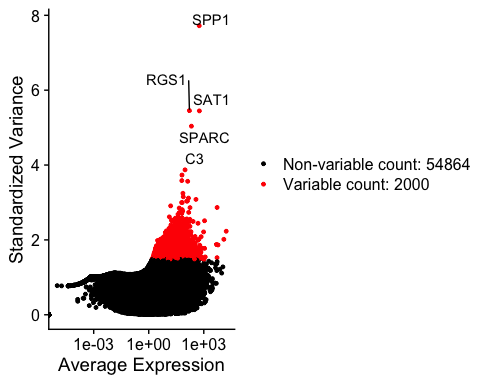 8
SPP1
RGS1
6
SAT1
SPARC
4
C3
2
0
Standardized Variance
1e-03 1e+00 1e+03
Average Expression
Non-variable count: 54864
Variable count: 2000